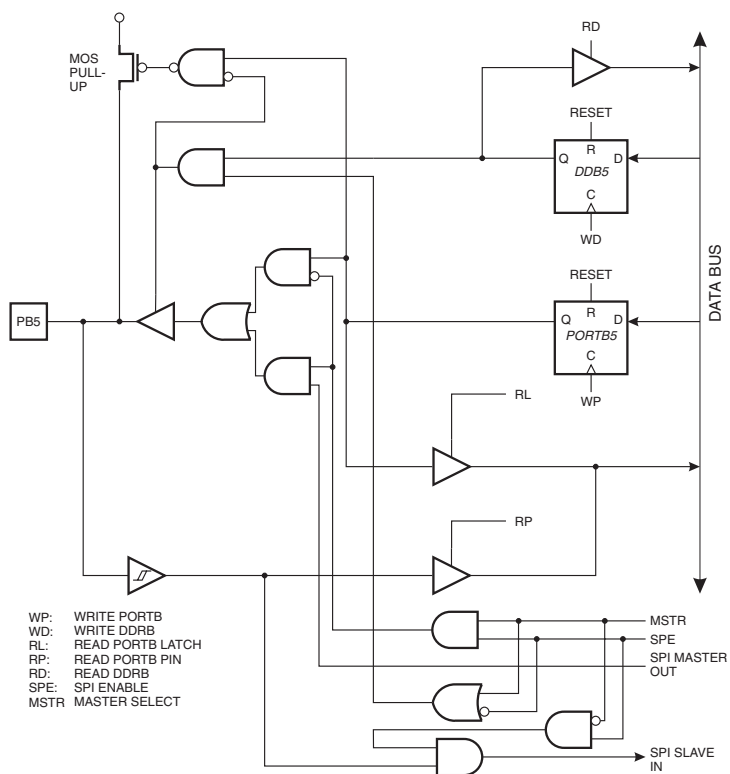 RD
MOS
PULL-
UP
RESET
R
Q
D
DDB5
C
WD
RESET
R
Q
D
PORTB5
C
WP
DATA BUS
PB5
RL
RP
WP: WRITE PORTB
WD: WRITE DDRB
RL: READ PORTB LATCH
RP: READ PORTB PIN
RD: READ DDRB
SPE: SPI ENABLE
MSTR MASTER SELECT
MSTR
SPE
SPI MASTER
OUT
SPI SLAVE
IN